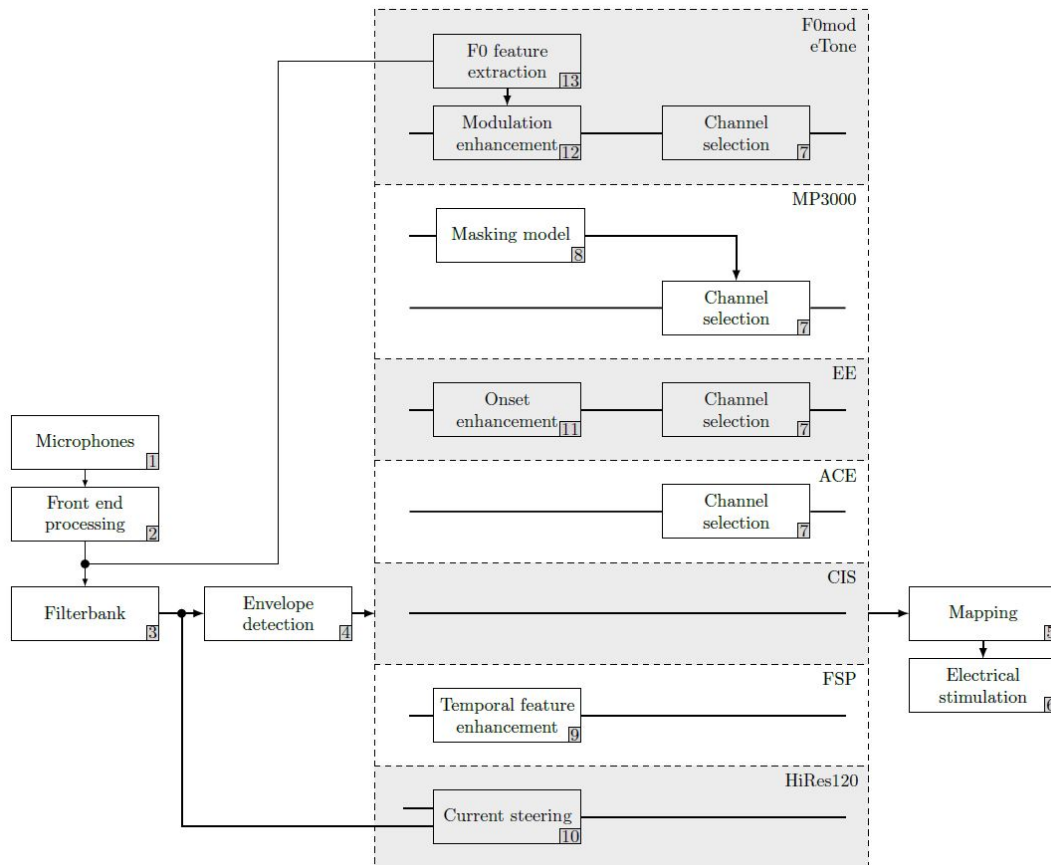 F0mod
eTone
F0 feature
extraction
13
Modulation
enhancement
12
Channel
selection
7
MP3000
Masking model
8
Channel
selection
7
EE
Onset
enhancement
11
Channel
selection
7
Microphones
1
ACE
Front end
processing
2
Channel
selection
7
CIS
Filterbank
3
Envelope
detection
4
Mapping
5
FSP
Electrical
stimulation
6
Temporal feature
enhancement
9
HiRes120
Current steering
10